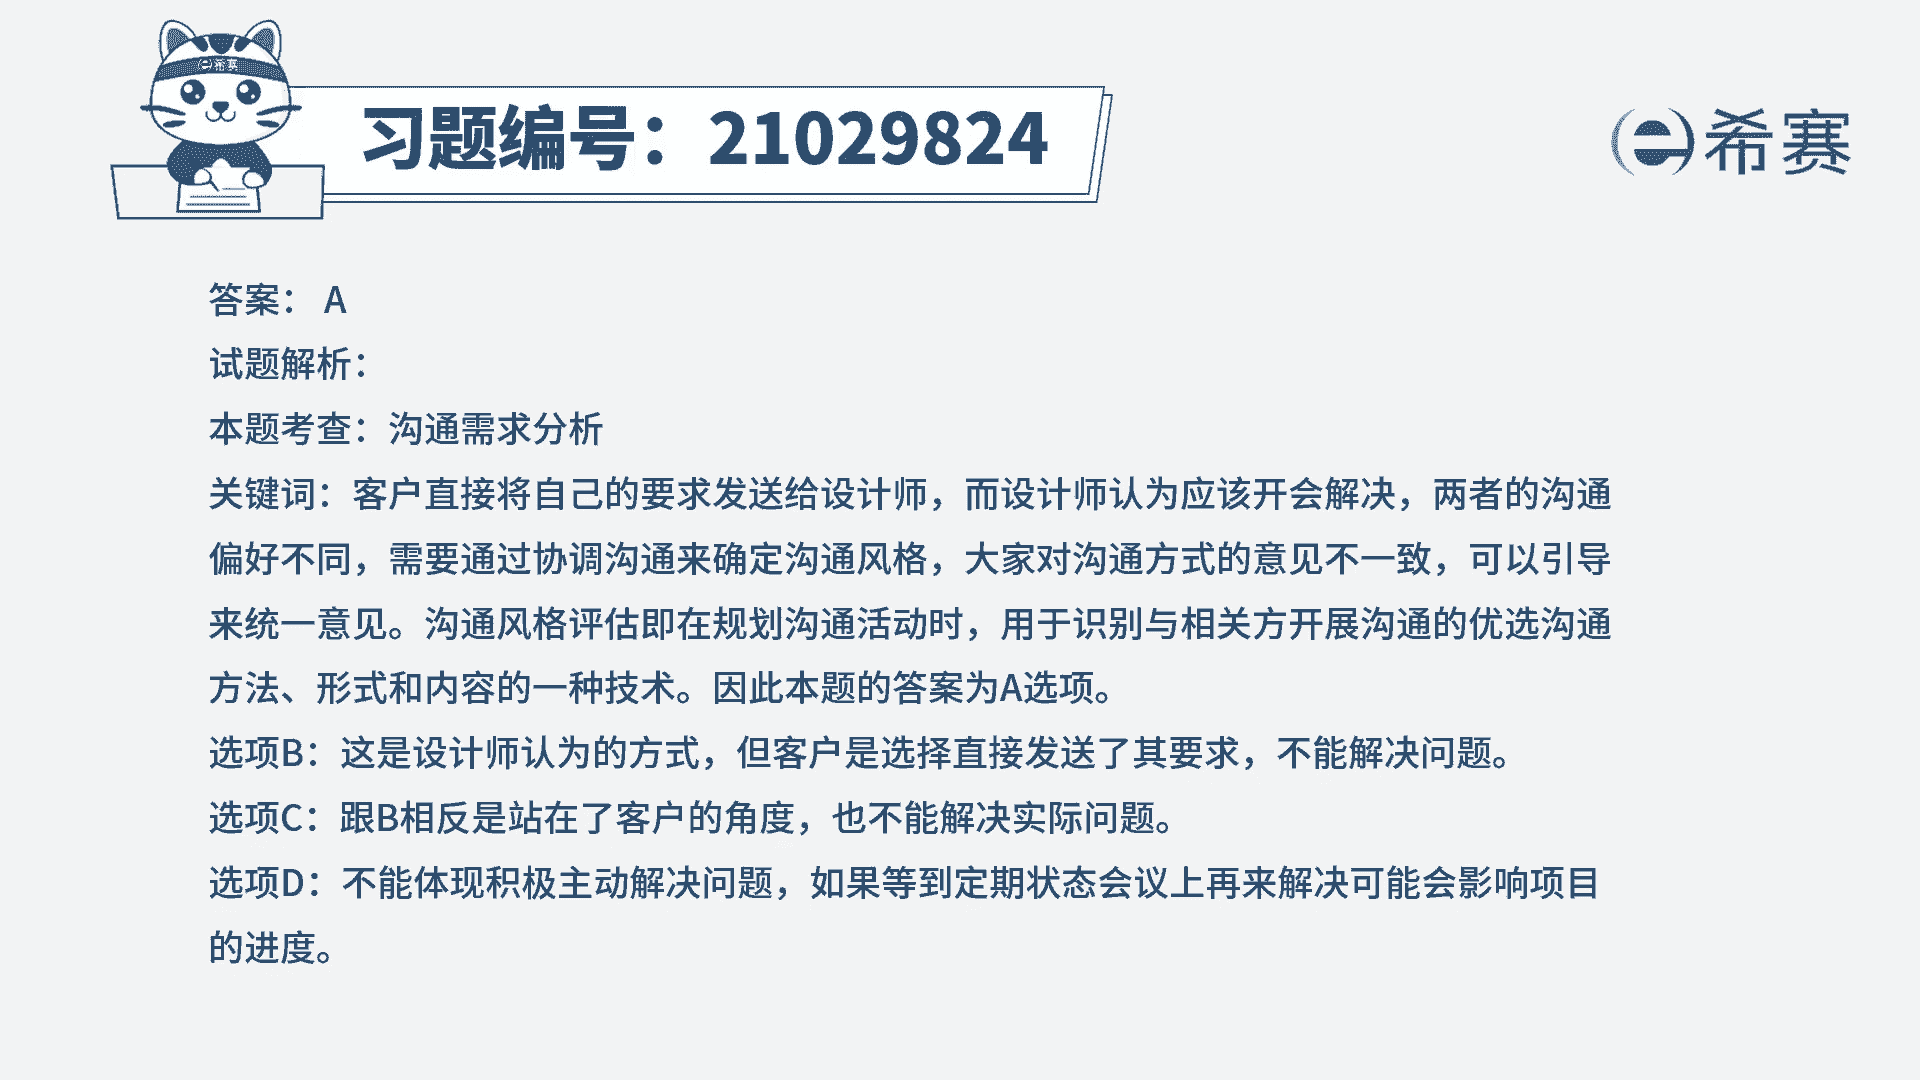 希赛
习题编号：21029824
希赛
答案： A
试题解析：
本题考查：沟通需求分析
关键词：客户直接将自己的要求发送给设计师，而设计师认为应该开会解决，两者的沟通
偏好不同，需要通过协调沟通来确定沟通风格，大家对沟通方式的意见不一致，可以引导
来统一意见。沟通风格评估即在规划沟通活动时，用于识别与相关方开展沟通的优选沟通
方法、形式和内容的一种技术。因此本题的答案为A选项。
选项B：这是设计师认为的方式，但客户是选择直接发送了其要求，不能解决问题。
选项C：跟B相反是站在了客户的角度，也不能解决实际问题。
选项D：不能体现积极主动解决问题，如果等到定期状态会议上再来解决可能会影响项目
的进度。